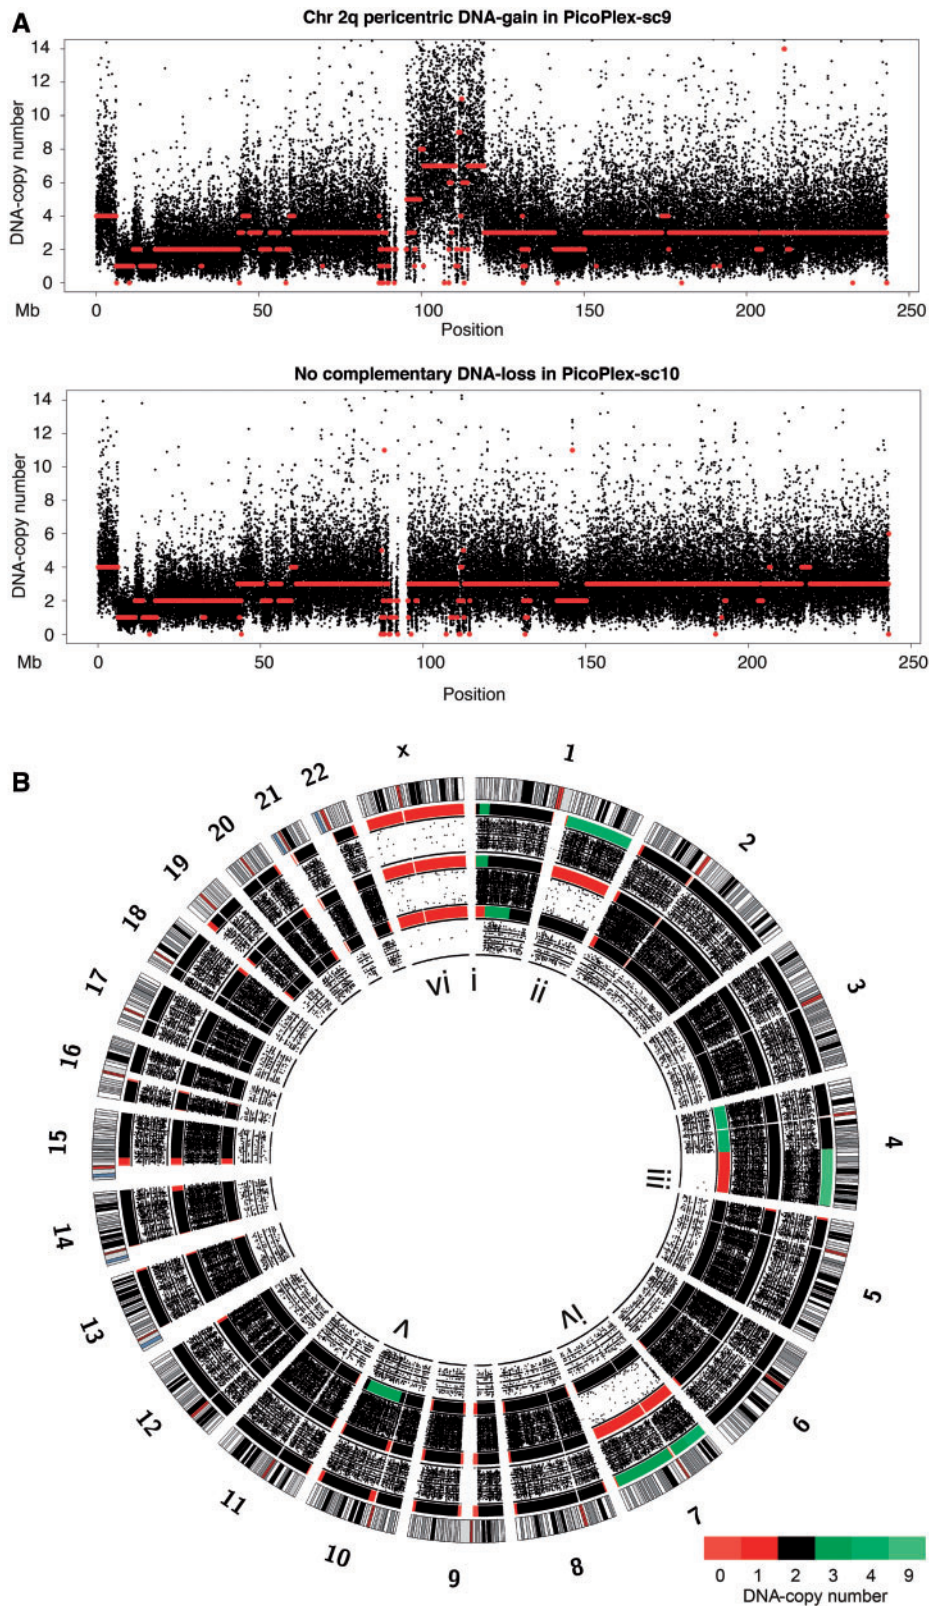 A
Chr 2q pericentric DNA-gain in PicoPlex-sc9
14
12
10
8
6
4
2
0
DNA-copy number
Mb
0 50 100 150 200 250
Position
No complementary DNA-loss in PicoPlex-sc10
14
12
10
8
6
4
2
0
DNA-copy number
Mb
0 50 100 150 200 250
Position
B
x
1
2
3
4
5
6
7
8
9
10
11
12
13
14
15
16
17
18
19
20
21
22
i
ii
iii
iv
v
vi
0 1 2 3 4 9
DNA-copy number